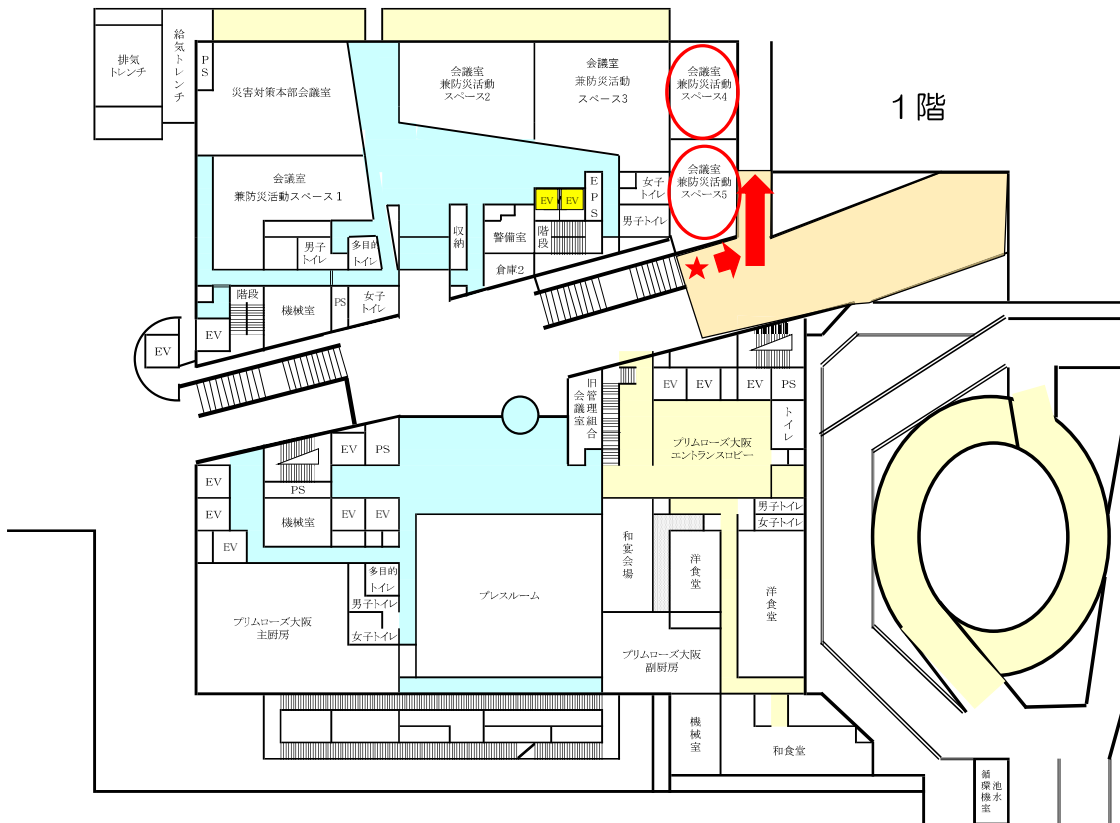 1階
排気
トレンチ
給気トレンチ
PS
災害対策本部会議室
会議室
兼防災活動
スペース2
会議室
兼防災活動
スペース3
会議室
兼防災活動
スペース4
会議室
兼防災活動
スペース5
会議室
兼防災活動スペース1
男子
トイレ
多目的
トイレ
収納
警備室
倉庫2
EV
EV
階段
EPS
女子
トイレ
男子トイレ
階段
機械室
PS
女子
トイレ
EV
EV
旧管理組合
会議室
EV
EV
EV
PS
トイレ
プリムローズ大阪
エントランスロビー
EV
PS
PS
EV
EV
EV
機械室
EV
EV
多目的
トイレ
男子トイレ
女子トイレ
プリムローズ大阪
主厨房
プレスルーム
和宴会場
洋食堂
男子トイレ
女子トイレ
洋食堂
プリムローズ大阪
副厨房
機械室
和食堂
池水
循環機室